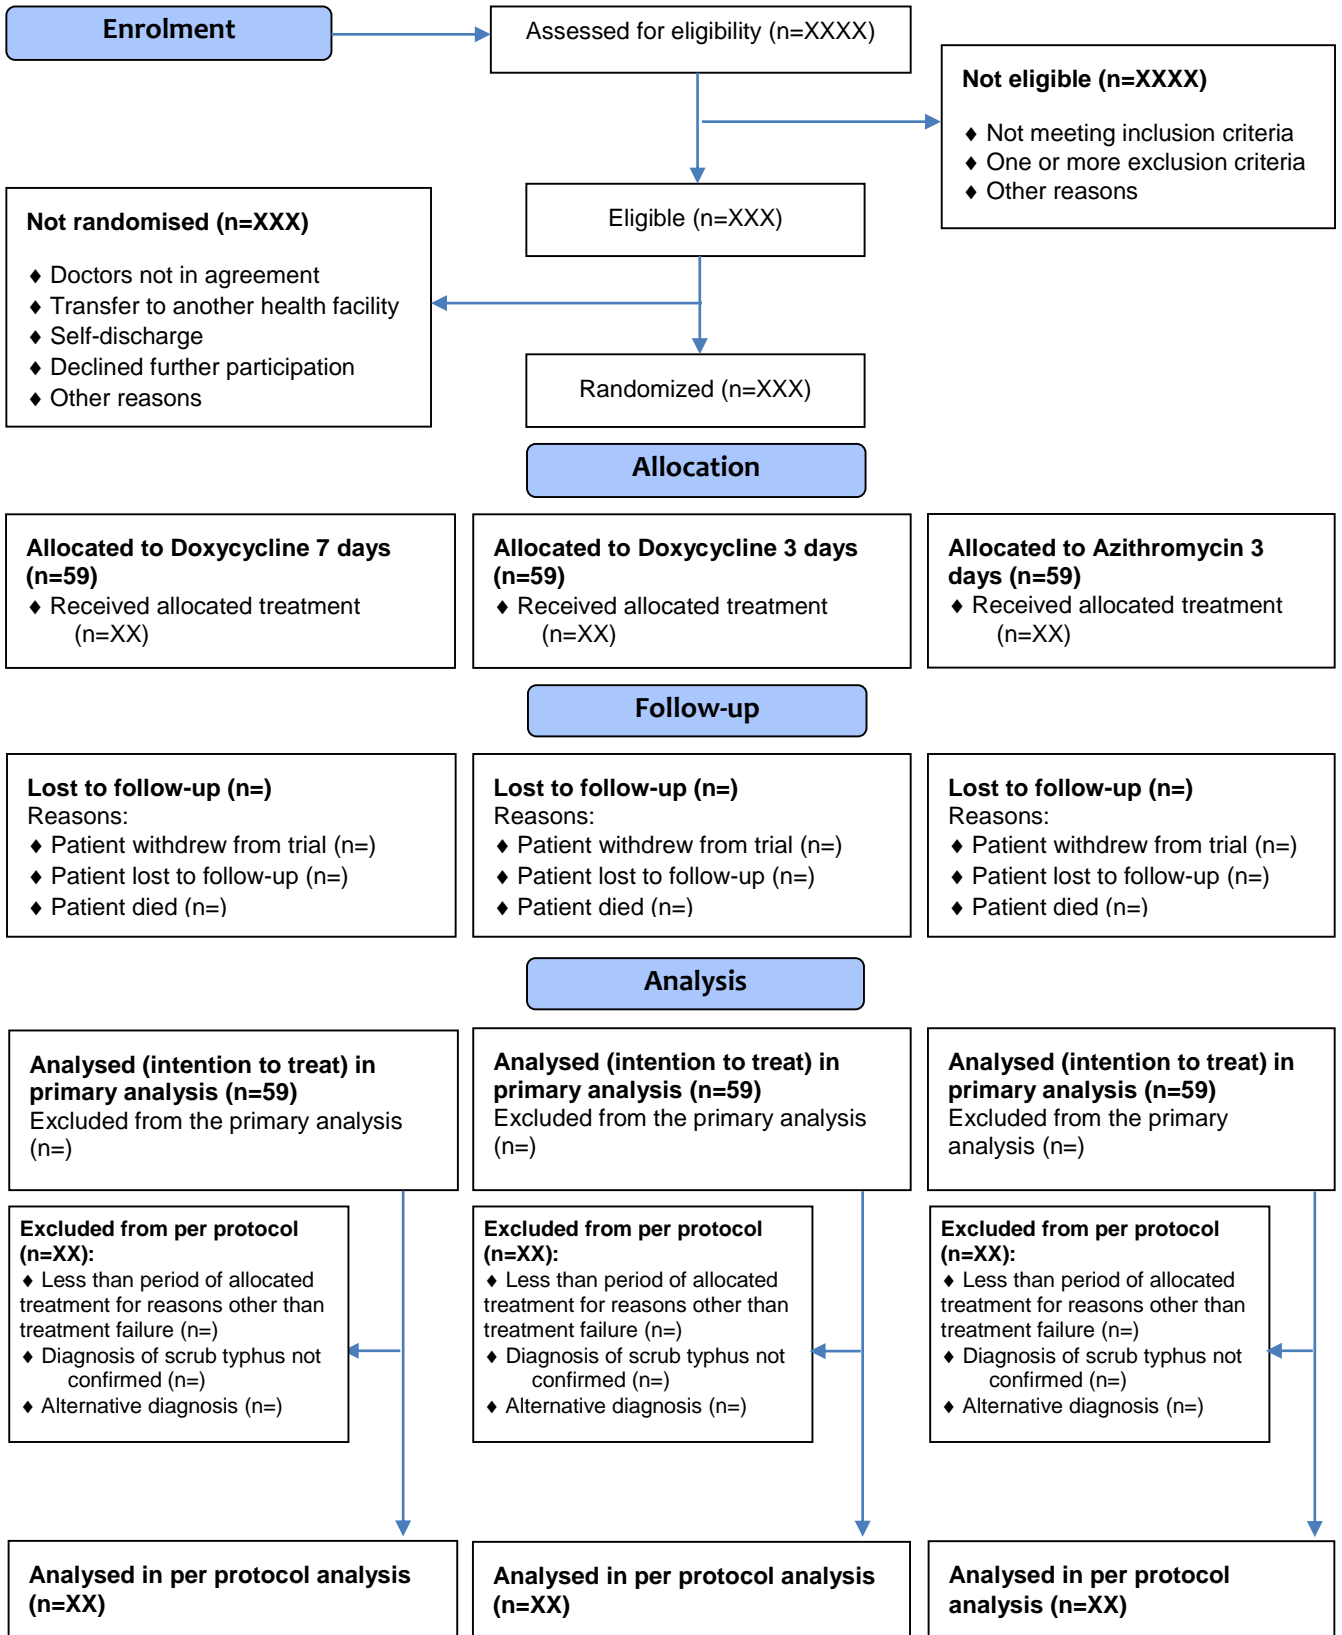 Enrolment
Assessed for eligibility (n=XXXX)
Not eligible (n=XXXX)
♦ Not meeting inclusion criteria
♦ One or more exclusion criteria
♦ Other reasons
Eligible (n=XXX)
Not randomised (n=XXX)
♦ Doctors not in agreement
♦ Transfer to another health facility
♦ Self-discharge
♦ Declined further participation
♦ Other reasons
Randomized (n=XXX)
Allocation
Allocated to Doxycycline 7 days
(n=59)
♦ Received allocated treatment
(n=XX)
Allocated to Doxycycline 3 days
(n=59)
♦ Received allocated treatment
(n=XX)
Allocated to Azithromycin 3
days (n=59)
♦ Received allocated treatment
(n=XX)
Follow-up
Lost to follow-up (n=)
Reasons:
♦ Patient withdrew from trial (n=)
♦ Patient lost to follow-up (n=)
♦ Patient died (n=)
Lost to follow-up (n=)
Reasons:
♦ Patient withdrew from trial (n=)
♦ Patient lost to follow-up (n=)
♦ Patient died (n=)
Lost to follow-up (n=)
Reasons:
♦ Patient withdrew from trial (n=)
♦ Patient lost to follow-up (n=)
♦ Patient died (n=)
Analysis
Analysed (intention to treat) in
primary analysis (n=59)
Excluded from the primary analysis
(n=)
Analysed (intention to treat) in
primary analysis (n=59)
Excluded from the primary analysis
(n=)
Analysed (intention to treat) in
primary analysis (n=59)
Excluded from the primary
analysis (n=)
Excluded from per protocol
(n=XX):
♦ Less than period of allocated
treatment for reasons other than
treatment failure (n=)
♦ Diagnosis of scrub typhus not
confirmed (n=)
♦ Alternative diagnosis (n=)
Excluded from per protocol
(n=XX):
♦ Less than period of allocated
treatment for reasons other than
treatment failure (n=)
♦ Diagnosis of scrub typhus not
confirmed (n=)
♦ Alternative diagnosis (n=)
Excluded from per protocol
(n=XX):
♦ Less than period of allocated
treatment for reasons other than
treatment failure (n=)
♦ Diagnosis of scrub typhus not
confirmed (n=)
♦ Alternative diagnosis (n=)
Analysed in per protocol analysis
(n=XX)
Analysed in per protocol analysis
(n=XX)
Analysed in per protocol
analysis (n=XX)